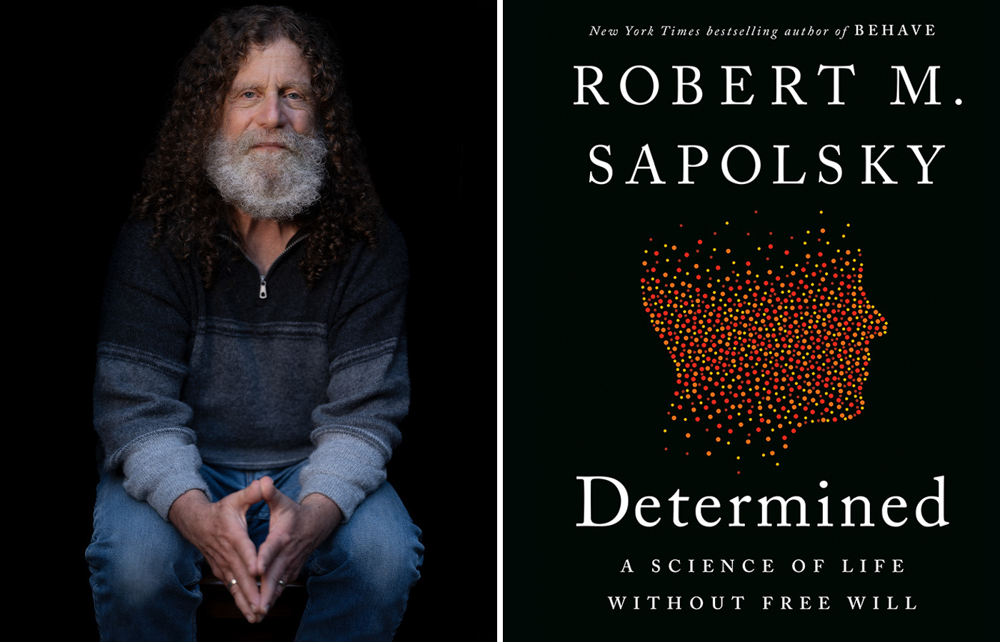 New York Times bestselling author of BEHAVE
ROBERT M.
SAPOLSKY
Determined
A SCIENCE OF LIFE
WITHOUT FREE WILL